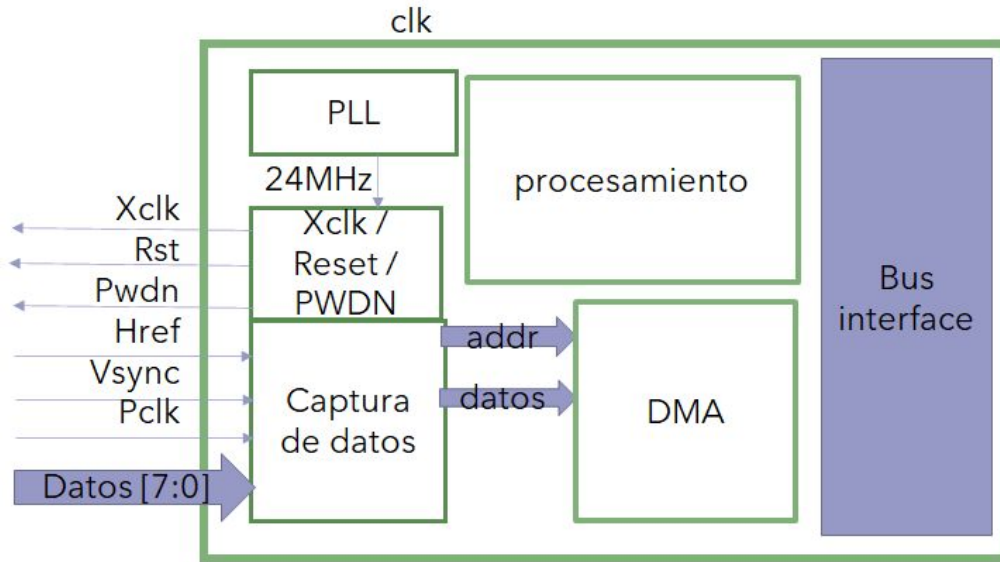 clk
PLL
24MHz
procesamiento
Xclk
Rst
Pwdn
Href
Vsync
Pclk
Datos [7:0]
Xclk /
Reset /
PWDN
Captura
de datos
addr
datos
DMA
Bus
interface